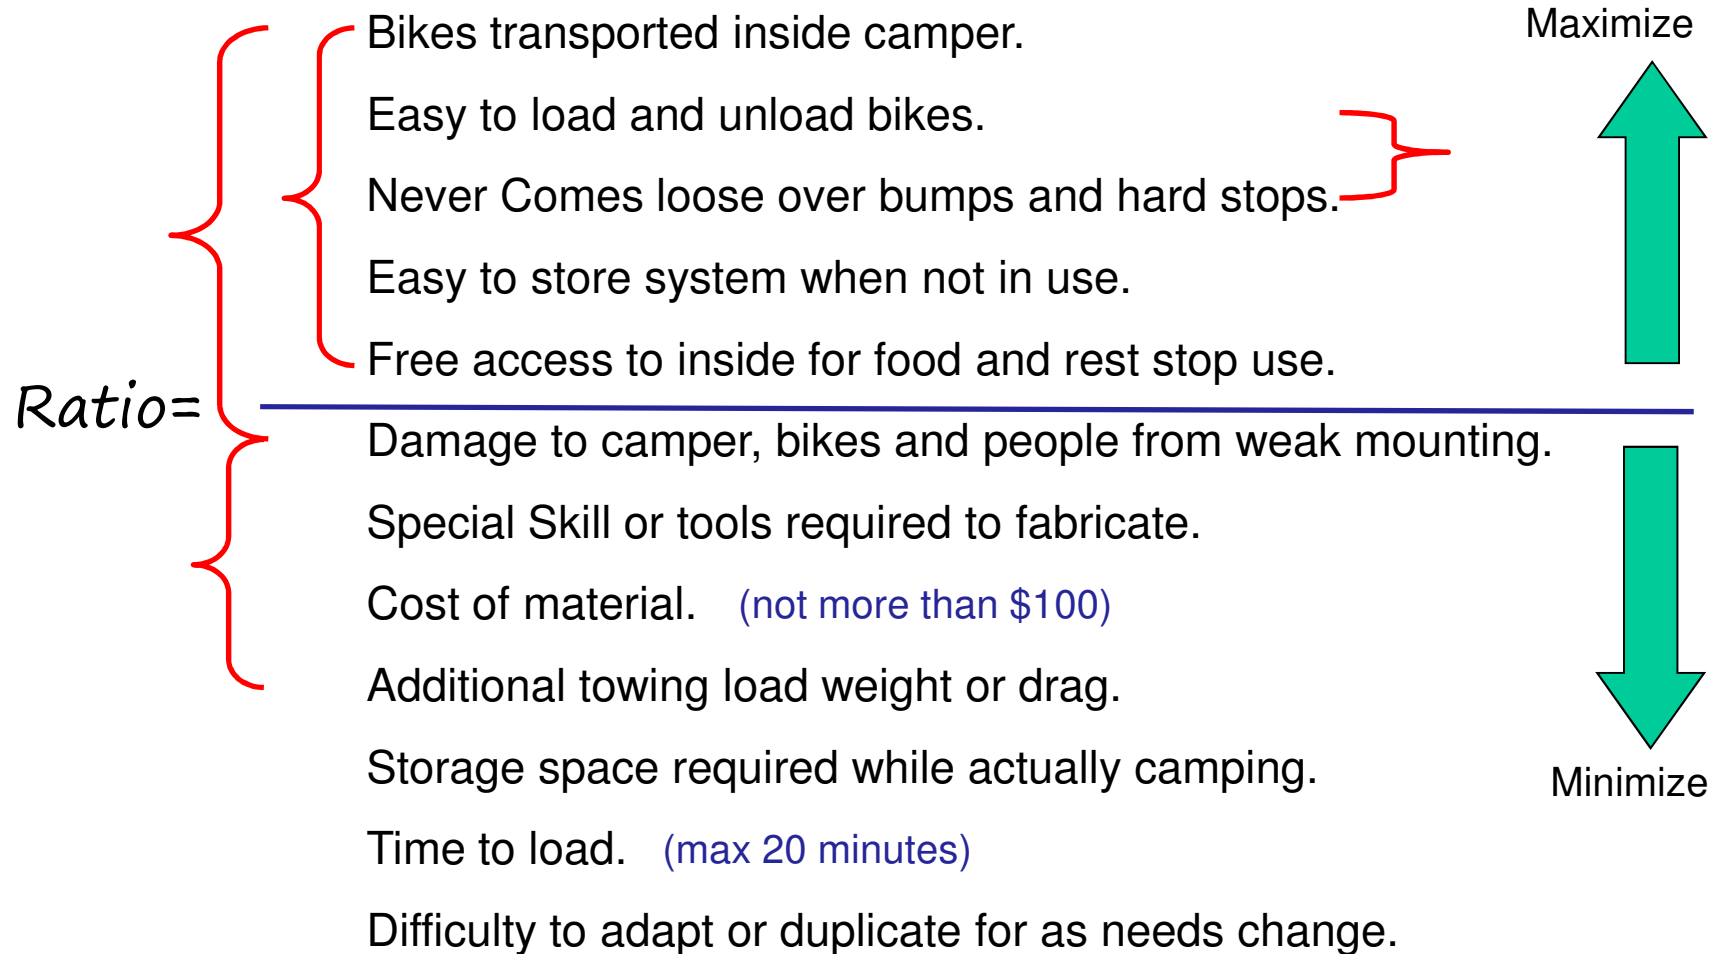 Maximize
Bikes transported inside camper.
Easy to load and unload bikes.
Never Comes loose over bumps and hard stops.
Easy to store system when not in use.
Free access to inside for food and rest stop use.
Ratio=
Damage to camper, bikes and people from weak mounting.
Special Skill or tools required to fabricate.
Cost of material. (not more than $100)
Additional towing load weight or drag.
Storage space required while actually camping.
Minimize
Time to load. (max 20 minutes)
Difficulty to adapt or duplicate for as needs change.